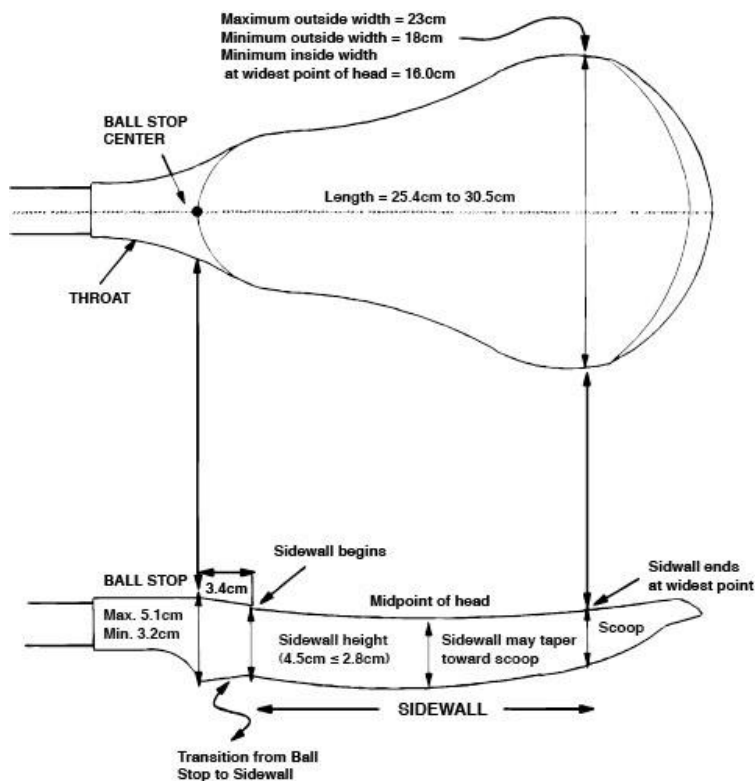 Maximum outside width = 23cm
Minimum outside width = 18cm
Minimum inside width
at widest point of head = 16.0cm
BALL STOP
CENTER
Length = 25.4cm to 30.5cm
THROAT
Sidewall begins
BALL STOP
3.4cm
Sidwall ends
at widest point
Midpoint of head
Max. 5.1cm
Min. 3.2cm
Sidewall height
(4.5cm ≤ 2.8cm)
Sidewall may taper
toward scoop
Scoop
SIDEWALL
Transition from Ball
Stop to Sidewall